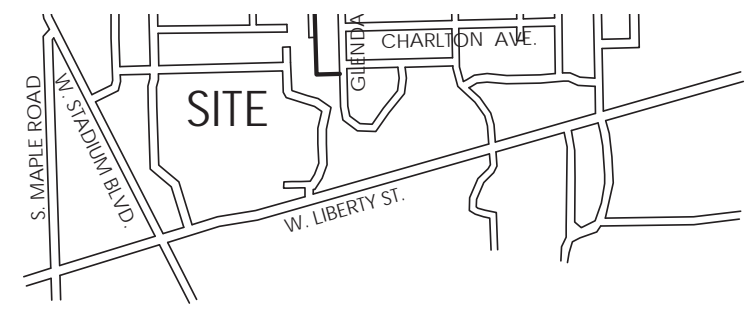 CHARLTON AVE.
GLENDA
SITE
S. MAPLE ROAD
W. STADIUM BLVD.
W. LIBERTY ST.